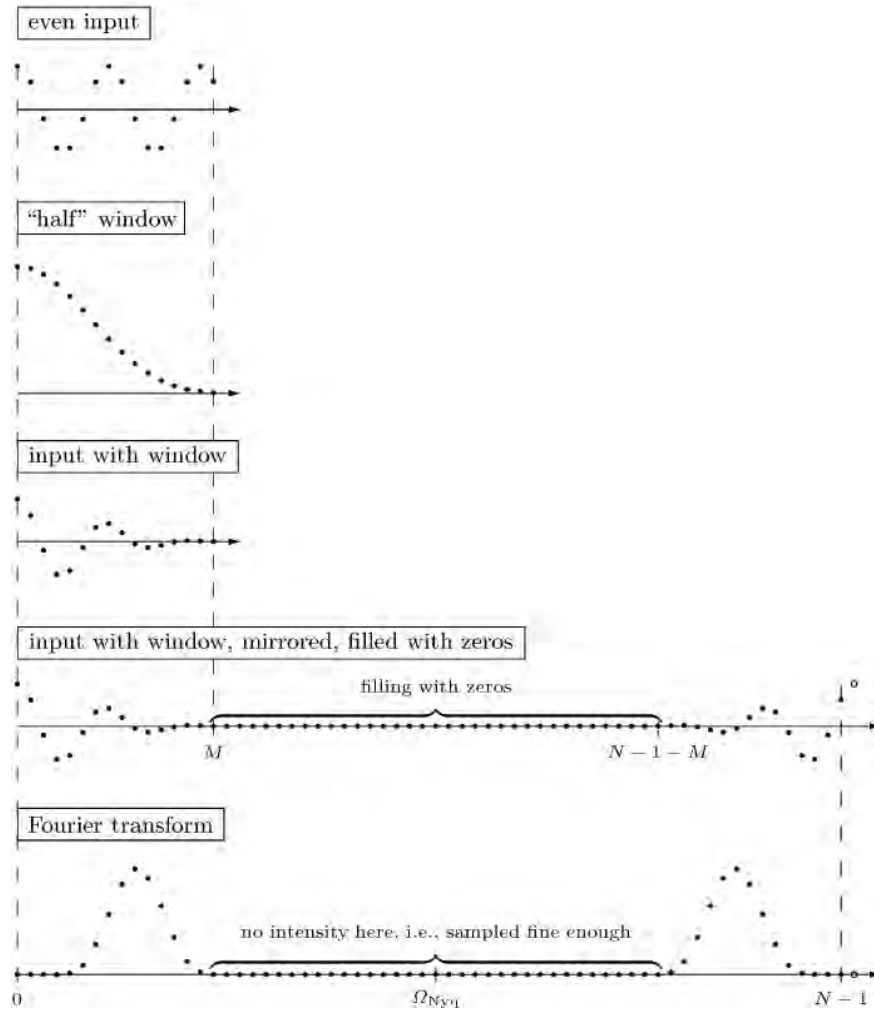 even input
“half” window
input with window
input with window, mirrored, filled with zeros
filling with zeros
M
N − 1 − M
Fourier transform
no intensity here, i.e., sampled fine enough
0
Ω_Nyq
N − 1